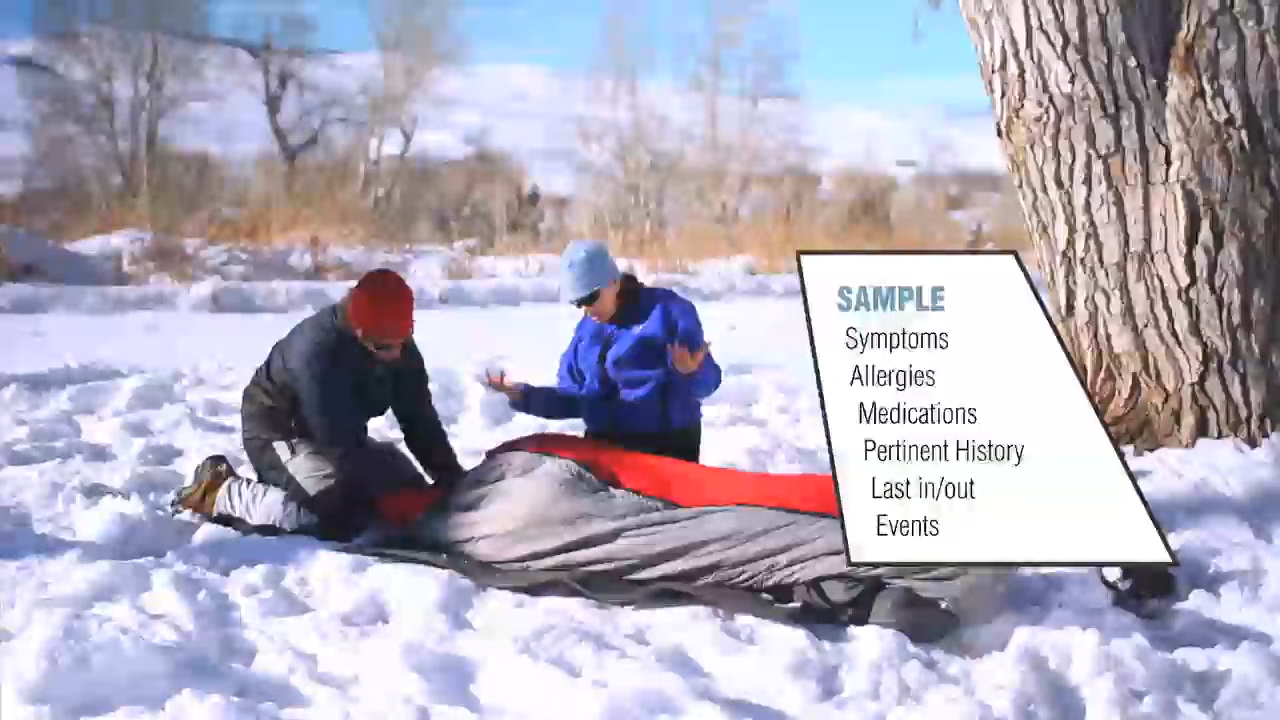 SAMPLE
Symptoms
Allergies
Medications
Pertinent History
Last in/out
Events